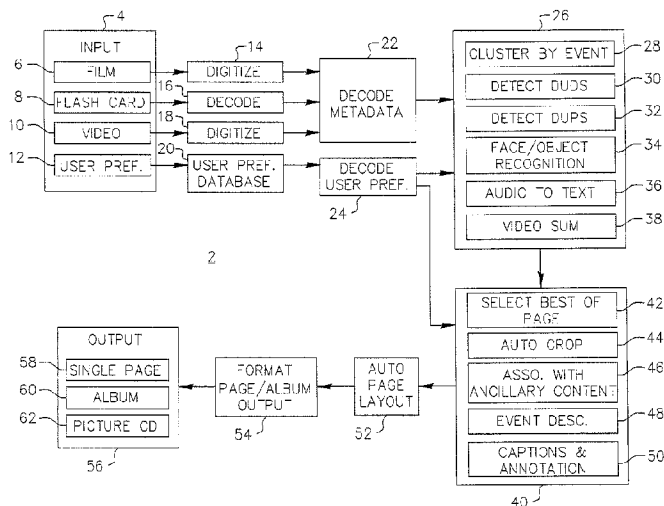 4
INPUT
6
FILM
8
FLASH CARD
10
VIDEO
12
USER PREF.
14
DIGITIZE
16
DECODE
18
DIGITIZE
20
USER PREF.
DATABASE
22
DECODE
METADATA
DECODE
USER PREF.
24
26
CLUSTER BY EVENT
28
DETECT DUDS
30
DETECT DUPS
32
FACE/OBJECT
RECOGNITION
34
AUDIO TO TEXT
36
VIDEO SUM
38
2
SELECT BEST OF
PAGE
42
AUTO CROP
44
ASSO. WITH
ANCILLARY CONTENT
46
EVENT DESC.
48
CAPTIONS &
ANNOTATION
50
40
AUTO
PAGE
LAYOUT
52
FORMAT
PAGE/ALBUM
OUTPUT
54
OUTPUT
58
SINGLE PAGE
60
ALBUM
62
PICTURE CD
56